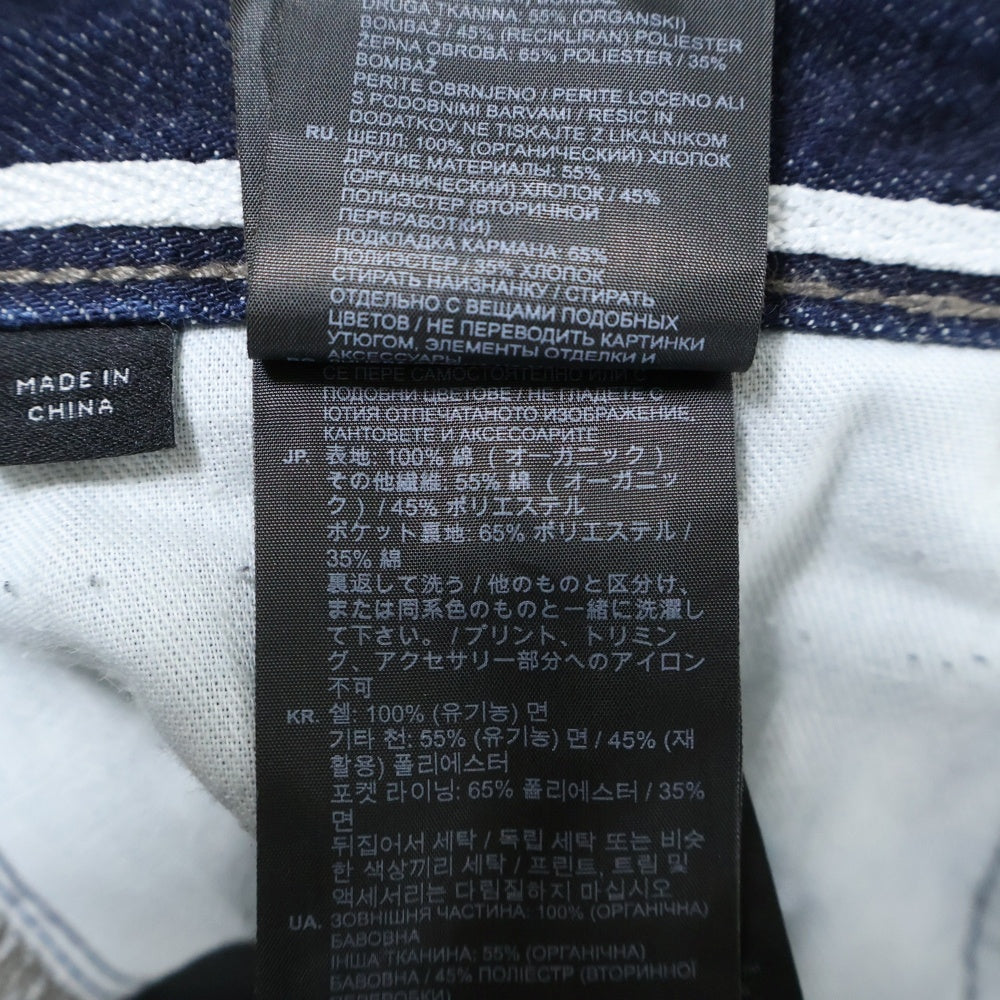 DRUGA TKANINA: 55% (ORGANSKI)
BOMBAŽ / 45% (RECIKLIRAN) POLIESTER
ŽEPNA OBROBA: 65% POLIESTER / 35%
BOMBAŽ
PERITE OBRNJENO / PERITE LOČENO ALI
S PODOBNIMI BARVAMI / RESIC IN
DODATKOV NE TISKAJTE Z LIKALNIKOM
RU. ШЕЛЛ: 100% (ОРГАНИЧЕСКИЙ) ХЛОПОК
ДРУГИЕ МАТЕРИАЛЫ: 55%
(ОРГАНИЧЕСКИЙ) ХЛОПОК / 45%
ПОЛИЭСТЕР (ВТОРИЧНОЙ
ПЕРЕРАБОТКИ)
ПОДКЛАДКА КАРМАНА: 65%
ПОЛИЭСТЕР / 35% ХЛОПОК
СТИРАТЬ НАИЗНАНКУ / СТИРАТЬ
ОТДЕЛЬНО С ВЕЩАМИ ПОДОБНЫХ
ЦВЕТОВ / НЕ ПЕРЕВОДИТЬ КАРТИНКИ
УТЮГОМ. ЭЛЕМЕНТЫ ОТДЕЛКИ И
АКСЕССУАРЫ
СЕ ПЕРЕ САМОСТОЯТЕЛНО ИЛИ С
ПОДОБНИ ЦВЕТОВЕ / НЕ ГЛАДЕТЕ С
ЮТИЯ ОТПЕЧАТАНОТО ИЗОБРАЖЕНИЕ,
КАНТОВЕТЕ И АКСЕСОАРИТЕ
JP. 表地: 100% 綿 ( オーガニック )
その他繊維: 55% 綿 ( オーガニッ
ク ) / 45% ポリエステル
ポケット裏地: 65% ポリエステル /
35% 綿
裏返して洗う / 他のものと区分け、
または同系色のものと一緒に洗濯し
て下さい。 / プリント、トリミン
グ、アクセサリー部分へのアイロン
不可
KR. 쉘: 100% (유기능) 면
기타 천: 55% (유기능) 면 / 45% (재
활용) 폴리에스터
포켓 라이닝: 65% 폴리에스터 / 35%
면
뒤집어서 세탁 / 독립 세탁 또는 비슷
한 색상끼리 세탁 / 프린트, 트림 및
액세서리는 다림질하지 마십시오
UA. ЗОВНІШНЯ ЧАСТИНА: 100% (ОРГАНІЧНА)
БАВОВНА
ІНША ТКАНИНА: 55% (ОРГАНІЧНА)
БАВОВНА / 45% ПОЛІЕСТР (ВТОРИННОЇ
ПЕРЕРОБКИ)
MADE IN
CHINA